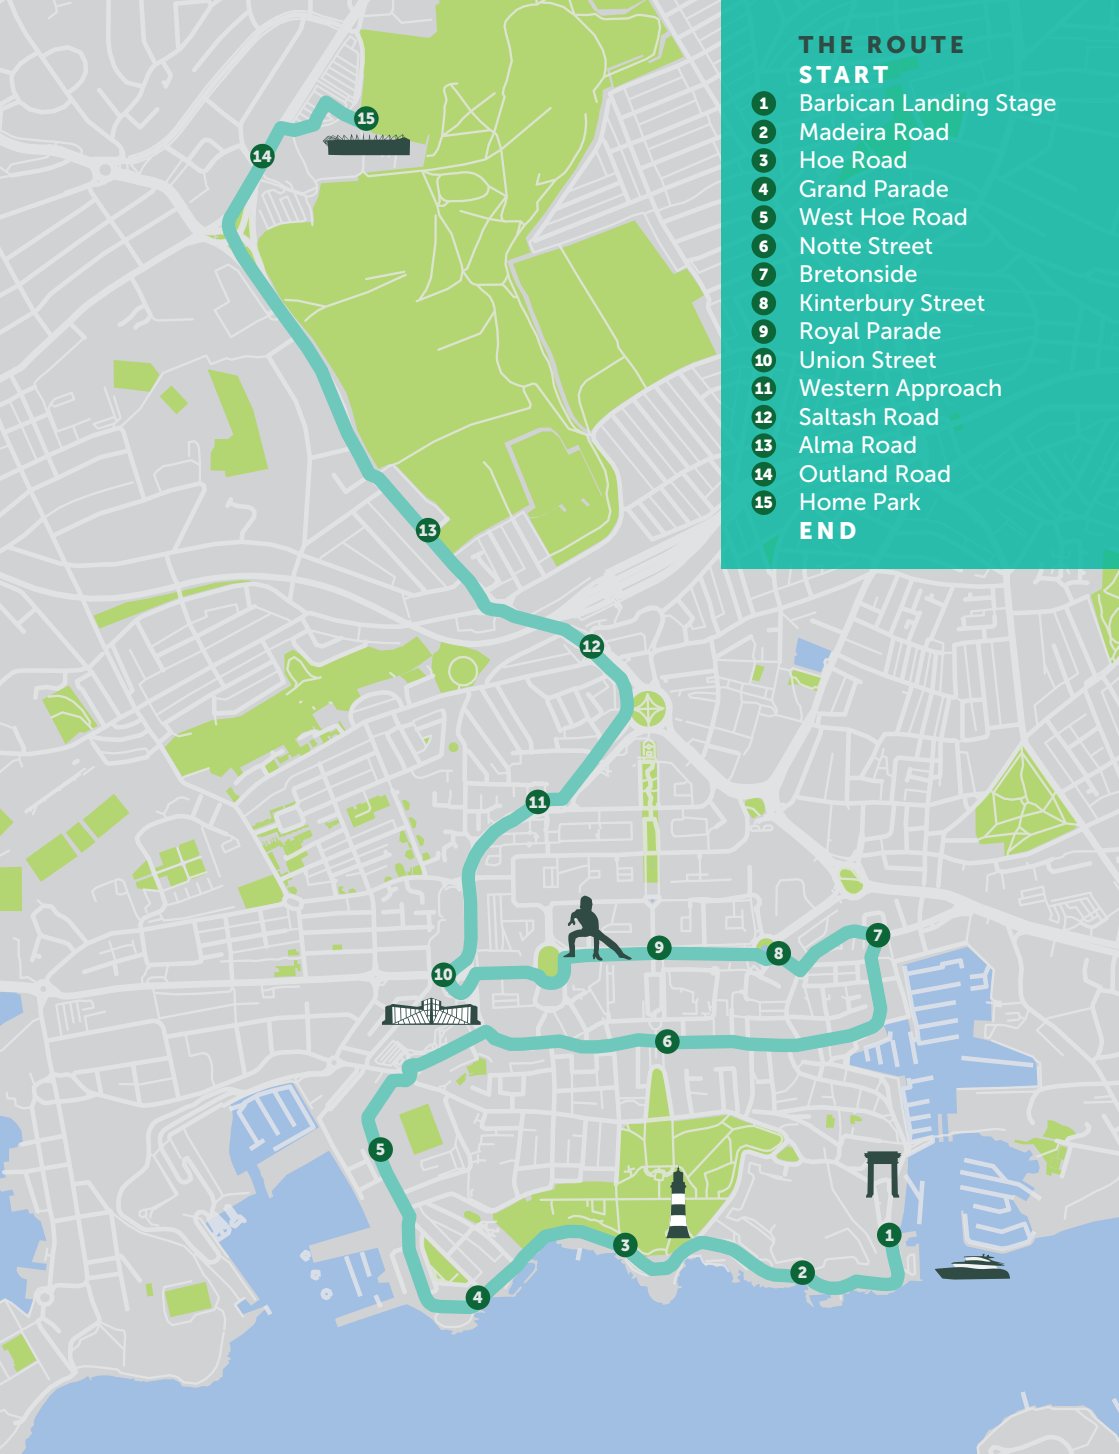 THE ROUTE
START
1 Barbican Landing Stage
2 Madeira Road
3 Hoe Road
4 Grand Parade
5 West Hoe Road
6 Notte Street
7 Bretonside
8 Kinterbury Street
9 Royal Parade
10 Union Street
11 Western Approach
12 Saltash Road
13 Alma Road
14 Outland Road
15 Home Park
END
15
14
13
12
11
9
8
7
10
6
5
1
3
2
4